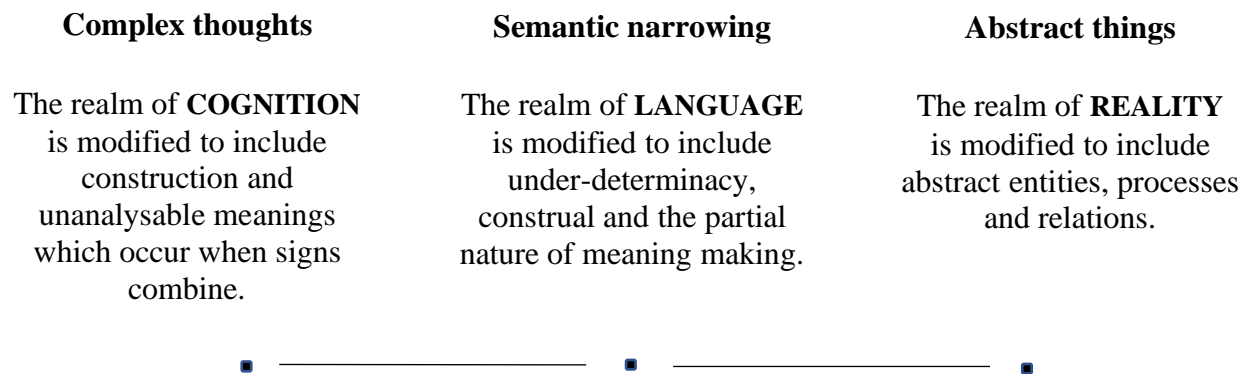 Complex thoughts
The realm of COGNITION
is modified to include
construction and
unanalysable meanings
which occur when signs
combine.
Semantic narrowing
The realm of LANGUAGE
is modified to include
under-determinacy,
construal and the partial
nature of meaning making.
Abstract things
The realm of REALITY
is modified to include
abstract entities, processes
and relations.